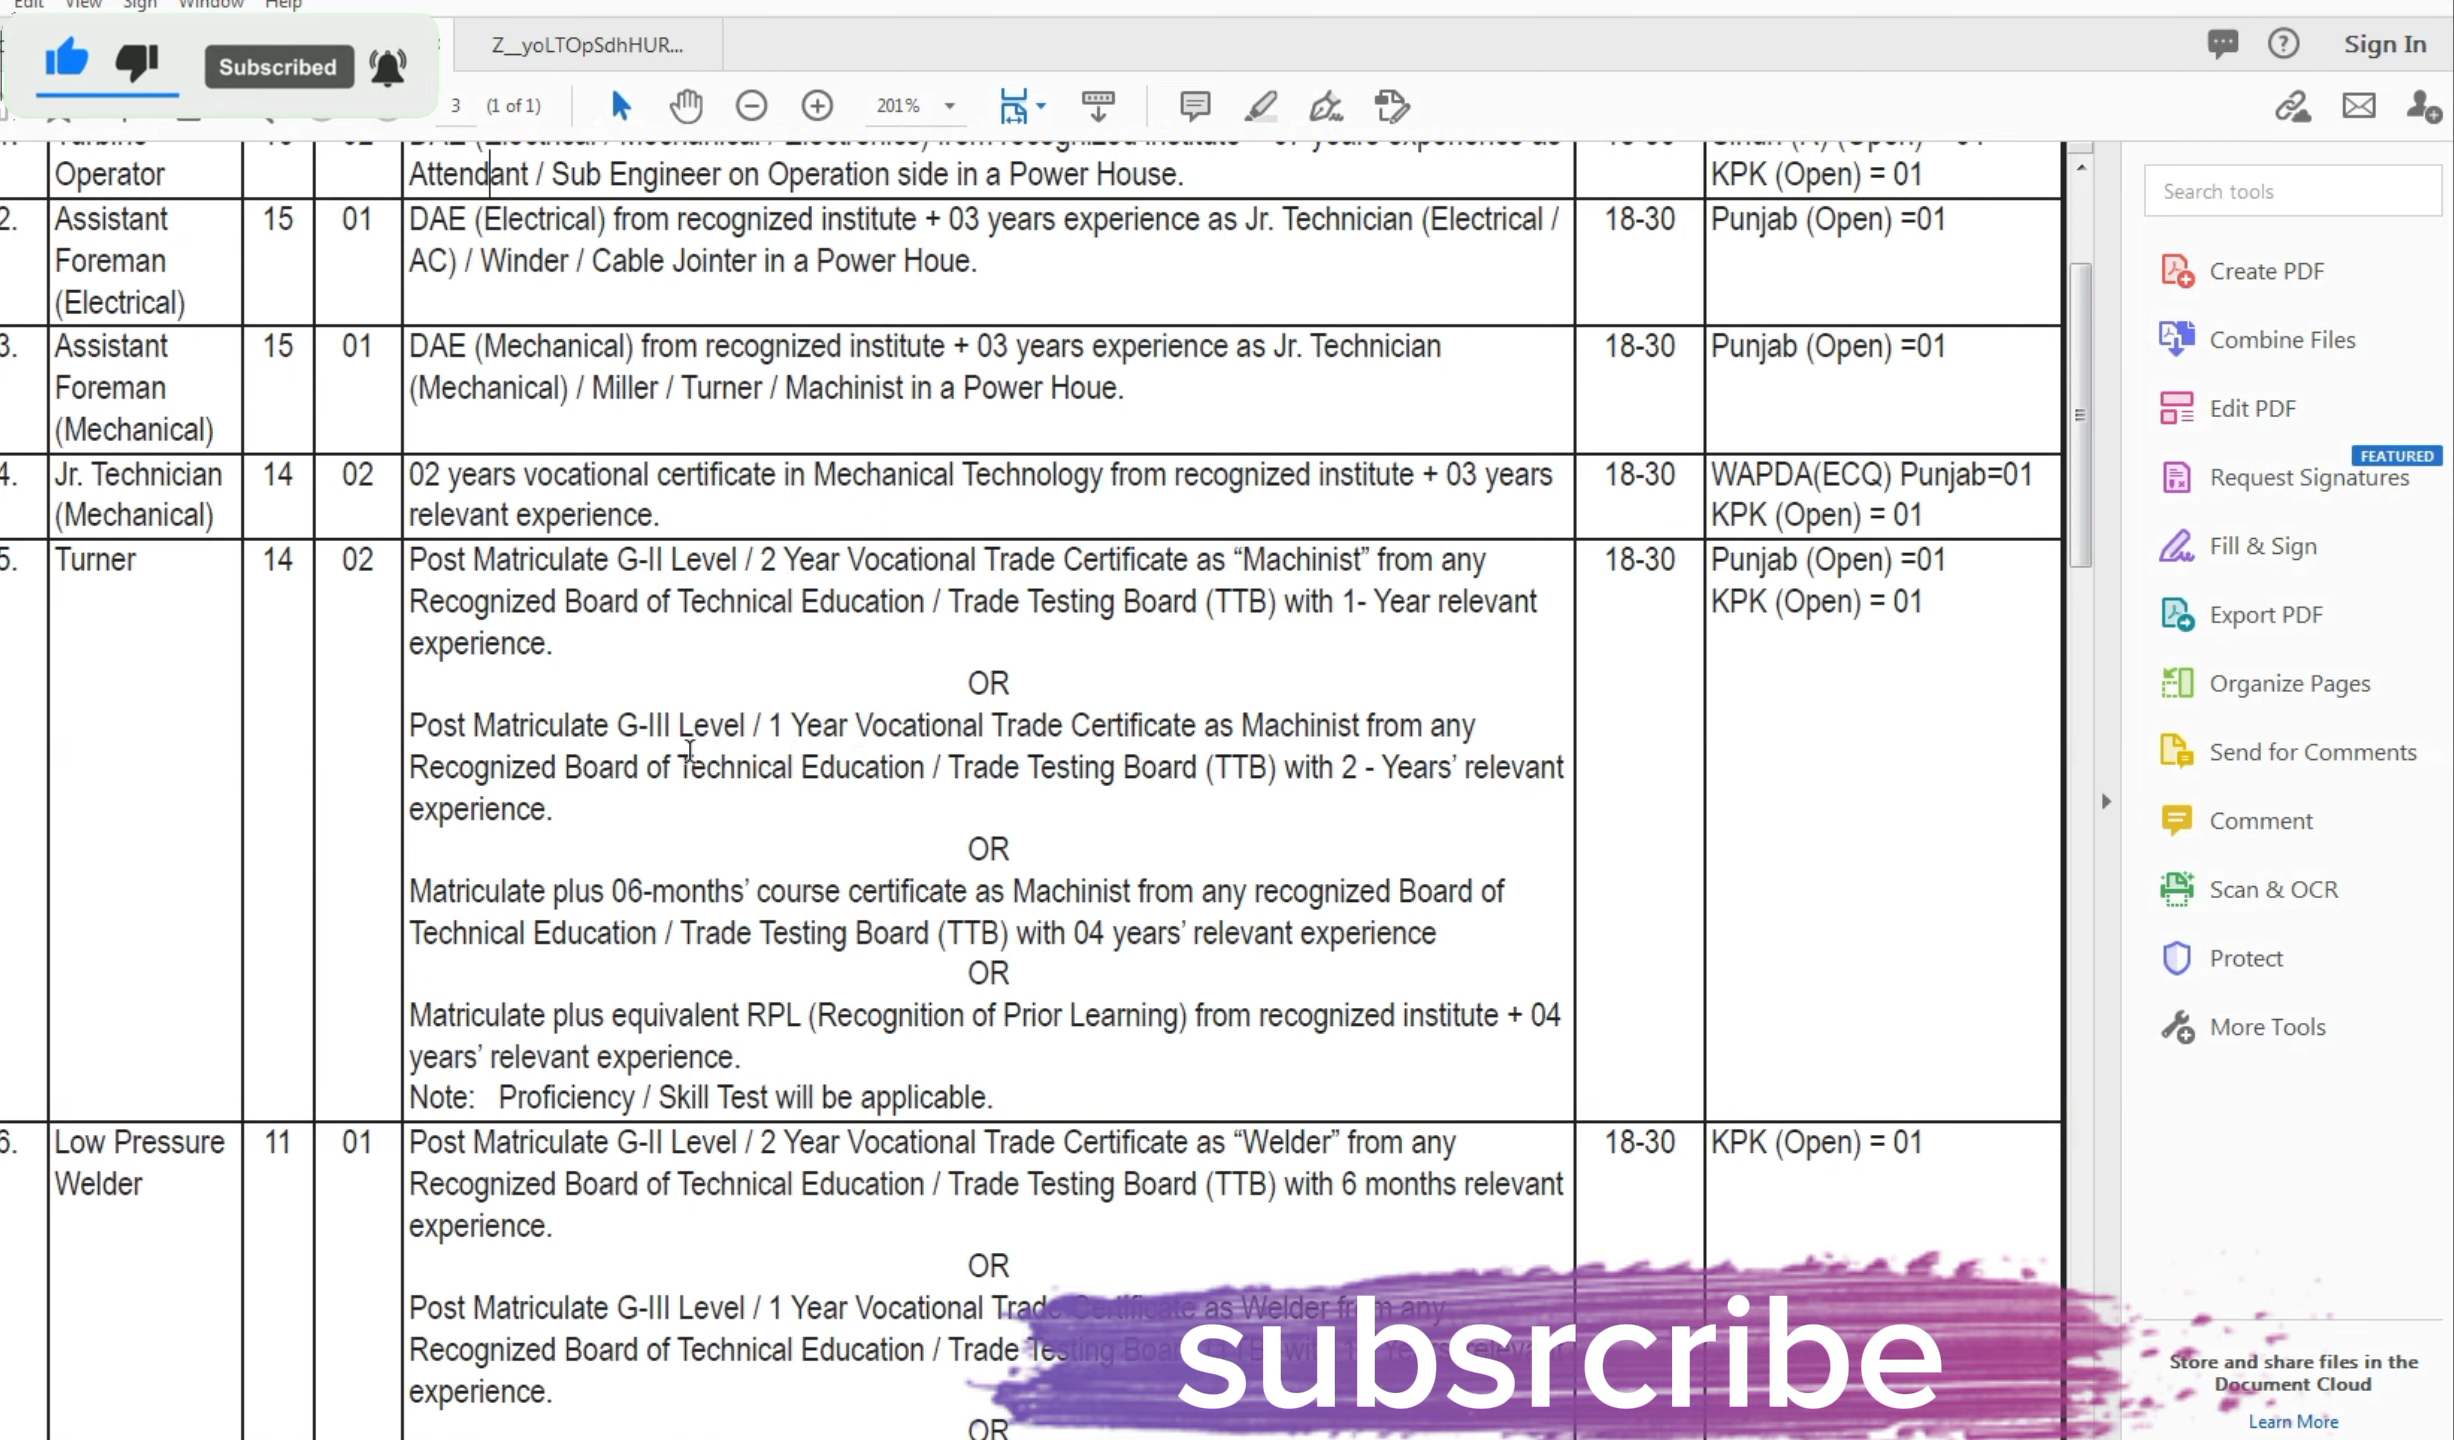 Edit View Sign Window Help
Subscribed
Z__yoLTOpSdhHUR...
Sign In
3 (1 of 1)
201%
Operator
Attendant / Sub Engineer on Operation side in a Power House.
KPK (Open) = 01
2. Assistant Foreman (Electrical) 15 01 DAE (Electrical) from recognized institute + 03 years experience as Jr. Technician (Electrical / 18-30 Punjab (Open) =01
AC) / Winder / Cable Jointer in a Power Houe.
3. Assistant Foreman (Mechanical) 15 01 DAE (Mechanical) from recognized institute + 03 years experience as Jr. Technician 18-30 Punjab (Open) =01
(Mechanical) / Miller / Turner / Machinist in a Power Houe.
4. Jr. Technician (Mechanical) 14 02 02 years vocational certificate in Mechanical Technology from recognized institute + 03 years 18-30 WAPDA(ECQ) Punjab=01
relevant experience. KPK (Open) = 01
5. Turner 14 02 Post Matriculate G-II Level / 2 Year Vocational Trade Certificate as “Machinist” from any 18-30 Punjab (Open) =01
Recognized Board of Technical Education / Trade Testing Board (TTB) with 1- Year relevant KPK (Open) = 01
experience.
OR
Post Matriculate G-III Level / 1 Year Vocational Trade Certificate as Machinist from any
Recognized Board of Technical Education / Trade Testing Board (TTB) with 2 - Years’ relevant
experience.
OR
Matriculate plus 06-months’ course certificate as Machinist from any recognized Board of
Technical Education / Trade Testing Board (TTB) with 04 years’ relevant experience
OR
Matriculate plus equivalent RPL (Recognition of Prior Learning) from recognized institute + 04
years’ relevant experience.
Note: Proficiency / Skill Test will be applicable.
6. Low Pressure Welder 11 01 Post Matriculate G-II Level / 2 Year Vocational Trade Certificate as “Welder” from any 18-30 KPK (Open) = 01
Recognized Board of Technical Education / Trade Testing Board (TTB) with 6 months relevant
experience.
OR
Post Matriculate G-III Level / 1 Year Vocational Trade Certificate as Welder from any
Recognized Board of Technical Education / Trade Testing Board
experience.
OR
subsrcribe
Search tools
Create PDF
Combine Files
Edit PDF
FEATURED
Request Signatures
Fill & Sign
Export PDF
Organize Pages
Send for Comments
Comment
Scan & OCR
Protect
More Tools
Store and share files in the
Document Cloud
Learn More